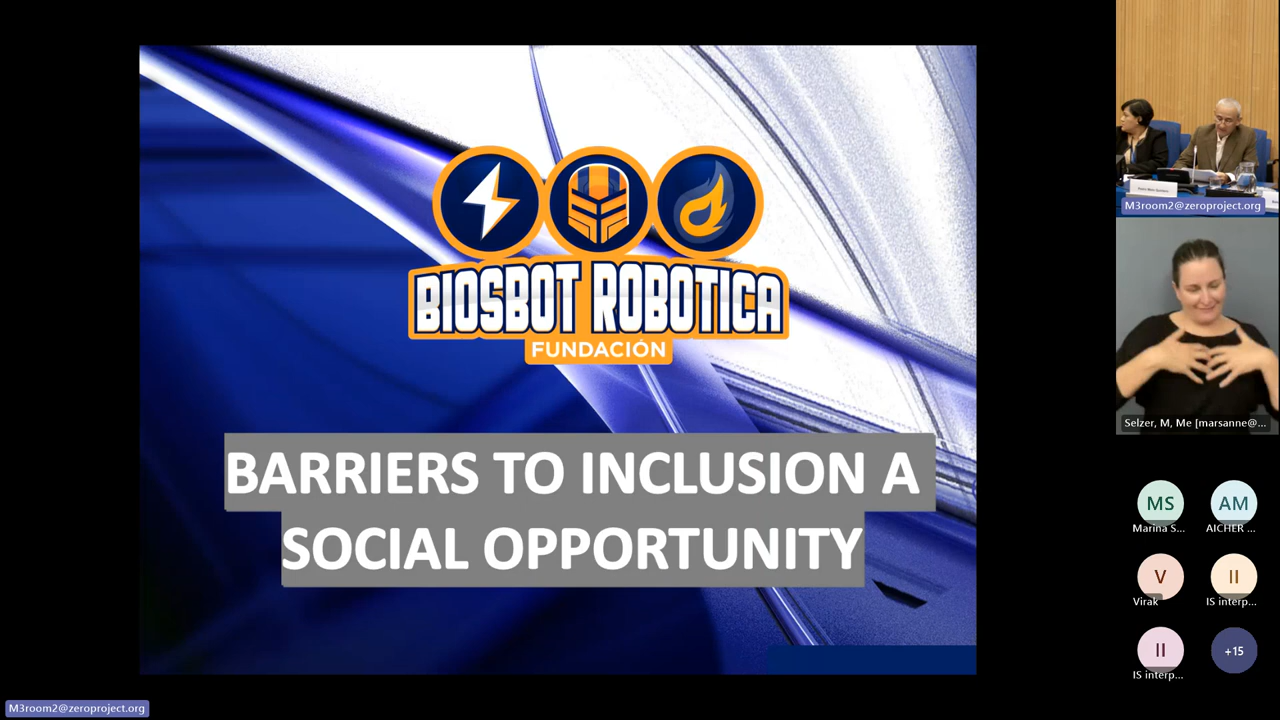 BIOSBOT ROBOTICA
FUNDACIÓN
BARRIERS TO INCLUSION A
SOCIAL OPPORTUNITY
M3room2@zeroproject.org
Selzer, M, Me [marsanne@...
MS
Marina S...
AM
AICHER ...
V
Virak
II
IS interp...
II
IS interp...
+15
M3room2@zeroproject.org